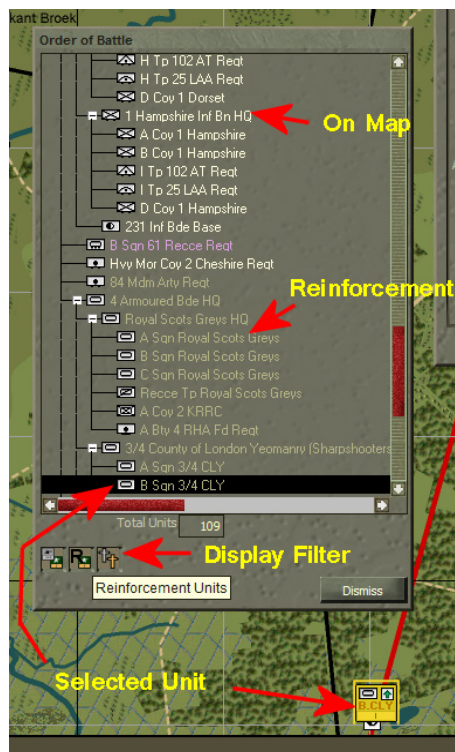 kant Broek
Order of Battle
H Tp 102 AT Regt
H Tp 25 LAA Regt
D Coy 1 Dorset
1 Hampshire Inf Bn HQ
On Map
A Coy 1 Hampshire
B Coy 1 Hampshire
I Tp 102 AT Regt
I Tp 25 LAA Regt
D Coy 1 Hampshire
231 Inf Bde Base
B Sqn 61 Recce Regt
Hvy Mor Coy 2 Cheshire Regt
84 Mdm Arty Regt
Reinforcement
4 Armoured Bde HQ
Royal Scots Greys HQ
A Sqn Royal Scots Greys
B Sqn Royal Scots Greys
C Sqn Royal Scots Greys
Recce Tp Royal Scots Greys
A Coy 2 KRRC
A Bty 4 RHA Fd Regt
3/4 County of London Yeomanry (Sharpshooters
A Sqn 3/4 CLY
B Sqn 3/4 CLY
Total Units 109
R
Display Filter
Reinforcement Units
Dismiss
Selected Unit
B.CLY
I